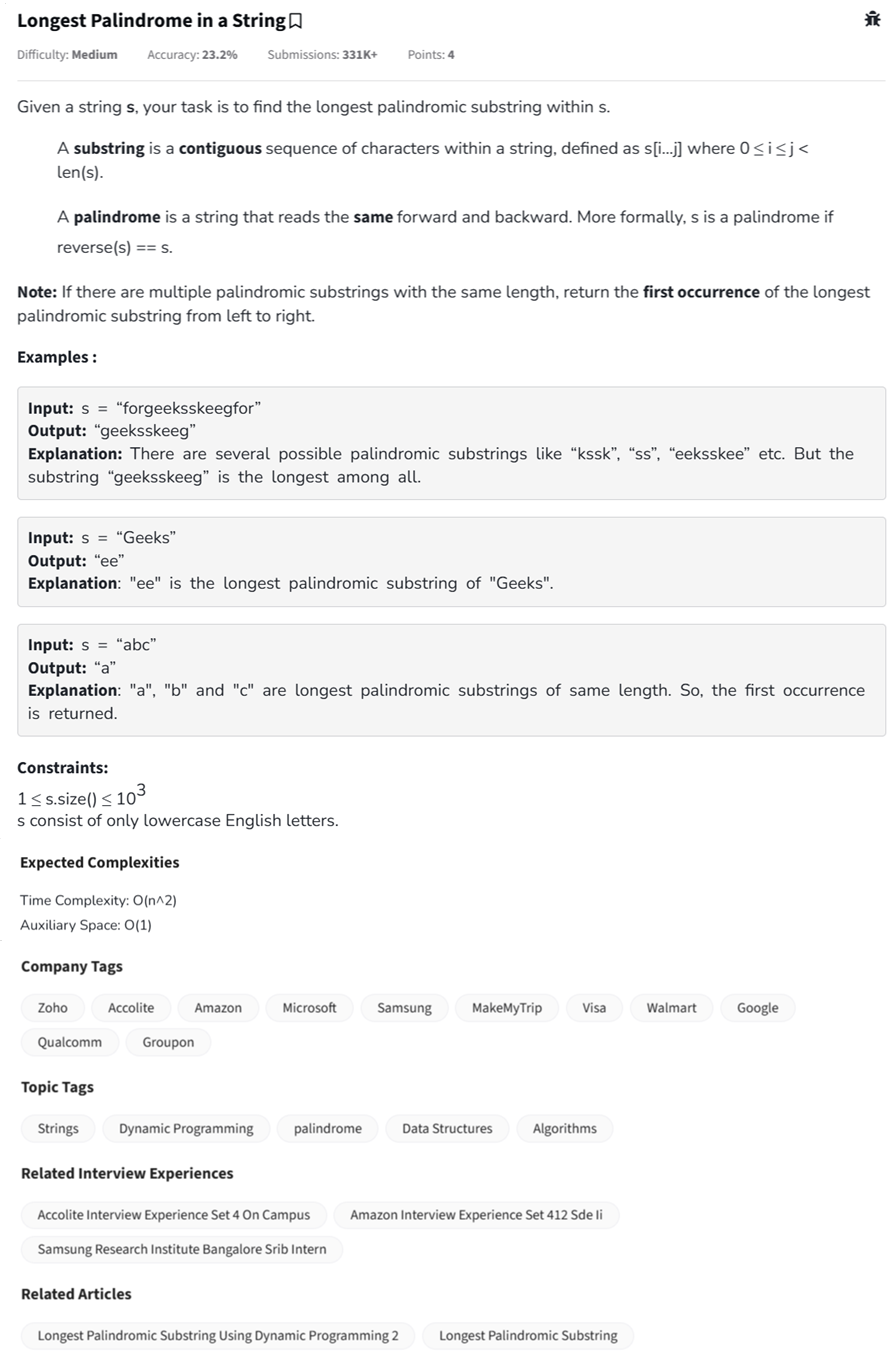 Longest Palindrome in a String
Difficulty: Medium Accuracy: 23.2% Submissions: 331K+ Points: 4
Given a string s, your task is to find the longest palindromic substring within s.
A substring is a contiguous sequence of characters within a string, defined as s[i...j] where 0 ≤ i ≤ j <
len(s).
A palindrome is a string that reads the same forward and backward. More formally, s is a palindrome if
reverse(s) == s.
Note: If there are multiple palindromic substrings with the same length, return the first occurrence of the longest
palindromic substring from left to right.
Examples :
Input: s = “forgeeksskeegfor”
Output: “geeksskeeg”
Explanation: There are several possible palindromic substrings like “kssk”, “ss”, “eeksskee” etc. But the
substring “geeksskeeg” is the longest among all.
Input: s = “Geeks”
Output: “ee”
Explanation: "ee" is the longest palindromic substring of "Geeks".
Input: s = “abc”
Output: “a”
Explanation: "a", "b" and "c" are longest palindromic substrings of same length. So, the first occurrence
is returned.
Constraints:
1 ≤ s.size() ≤ 10³
s consist of only lowercase English letters.
Expected Complexities
Time Complexity: O(n^2)
Auxiliary Space: O(1)
Company Tags
Zoho Accolite Amazon Microsoft Samsung MakeMyTrip Visa Walmart Google
Qualcomm Groupon
Topic Tags
Strings Dynamic Programming palindrome Data Structures Algorithms
Related Interview Experiences
Accolite Interview Experience Set 4 On Campus Amazon Interview Experience Set 412 Sde Ii
Samsung Research Institute Bangalore Srib Intern
Related Articles
Longest Palindromic Substring Using Dynamic Programming 2 Longest Palindromic Substring